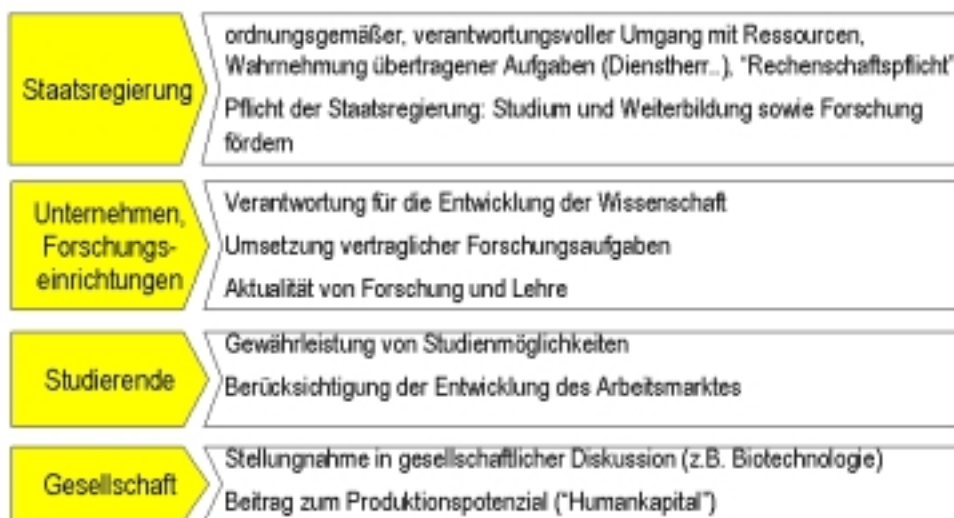 Staatsregierung
ordnungsgemäßer, verantwortungsvoller Umgang mit Ressourcen,
Wahrnehmung übertragener Aufgaben (Dienstherr..), "Rechenschaftspflicht"
Pflicht der Staatsregierung: Studium und Weiterbildung sowie Forschung
fördern
Unternehmen,
Forschungs-
einrichtungen
Verantwortung für die Entwicklung der Wissenschaft
Umsetzung vertraglicher Forschungsaufgaben
Aktualität von Forschung und Lehre
Studierende
Gewährleistung von Studienmöglichkeiten
Berücksichtigung der Entwicklung des Arbeitsmarktes
Gesellschaft
Stellungnahme in gesellschaftlicher Diskussion (z.B. Biotechnologie)
Beitrag zum Produktionspotenzial ("Humankapital")